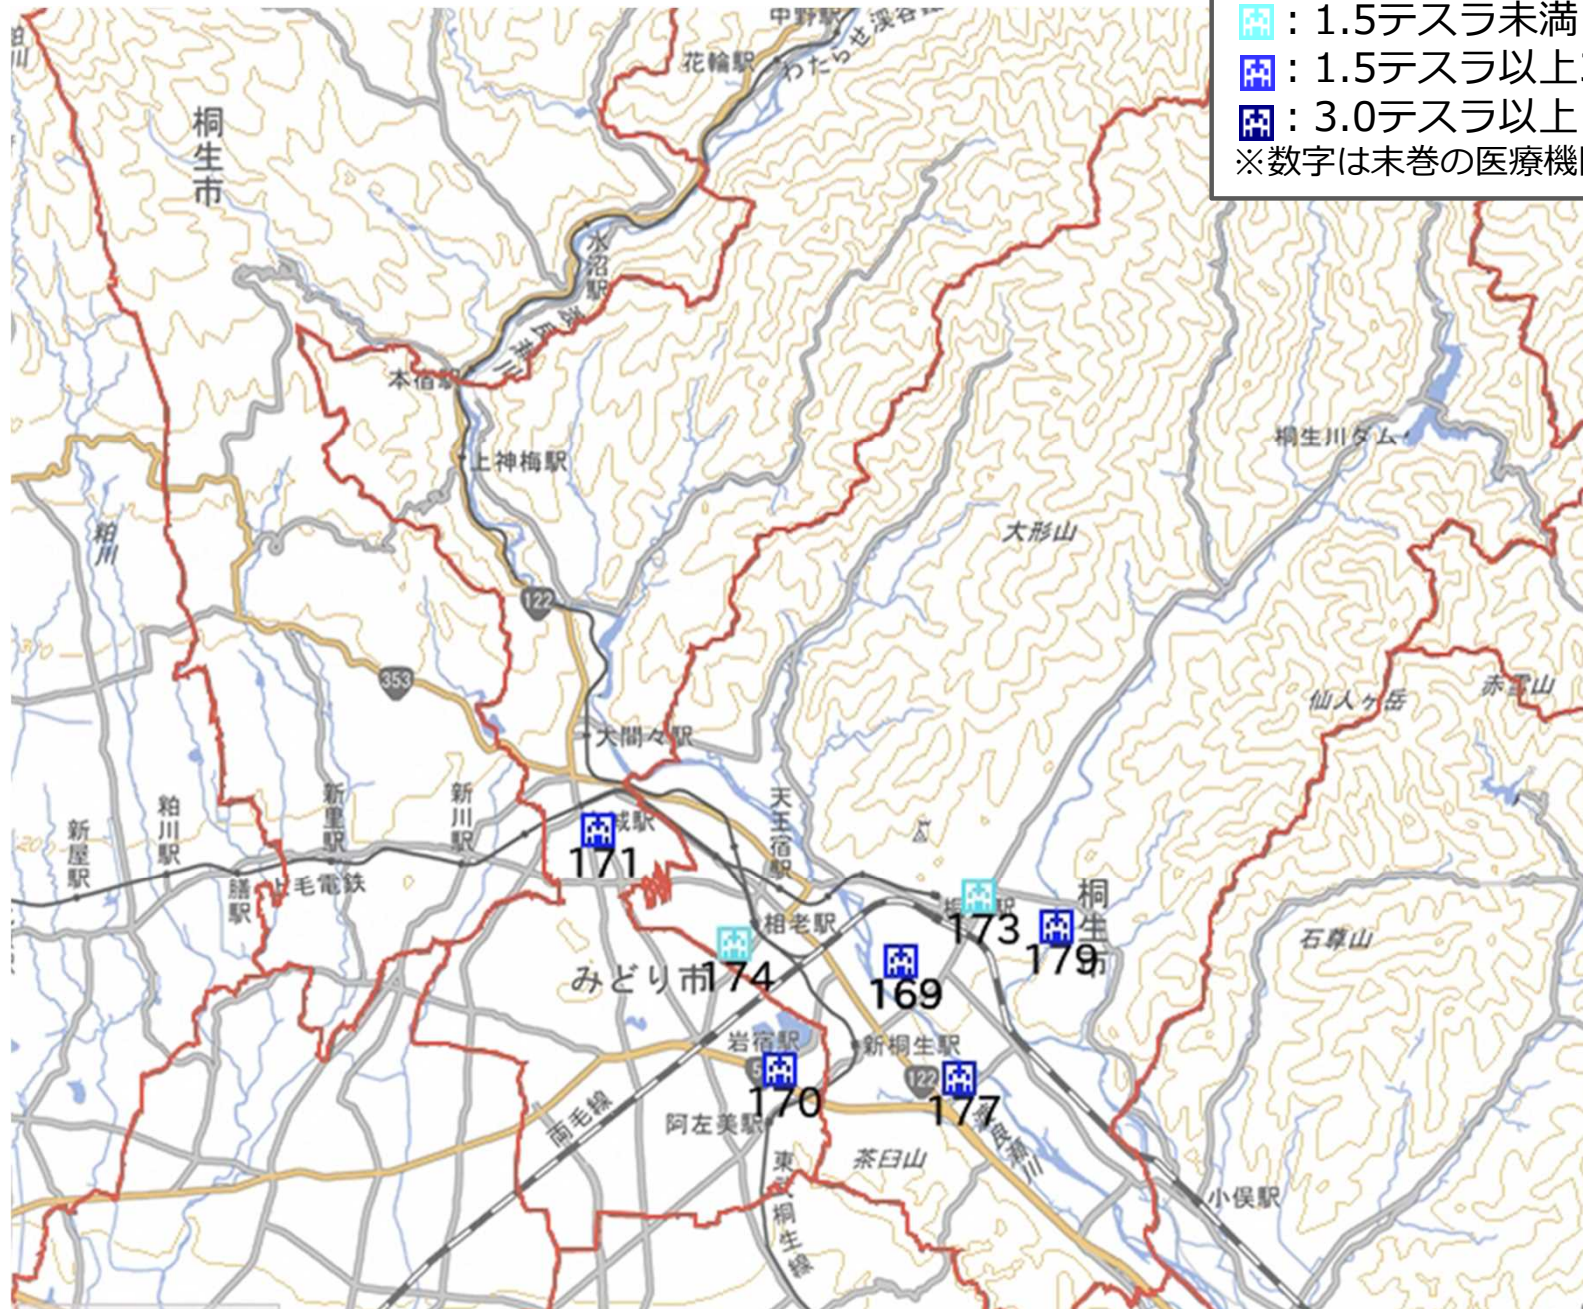 ：1.5テスラ未満
：1.5テスラ以上
：3.0テスラ以上
※数字は末巻の医療機
中野駅
花輪駅
わたらせ渓谷
桐生市
水沼駅
本宿駅
上神梅駅
桐生川ダム
大形山
粕川
122
353
仙人ヶ岳
赤雪山
大間々駅
天王宿駅
新屋駅
粕川駅
膳駅
新里駅
新川駅
上毛電鉄
171
173
桐生市
179
相老駅
174
みどり市
169
石尊山
岩宿駅
新桐生駅
122
170
177
両毛線
阿左美駅
茶臼山
東武桐生線
小俣駅